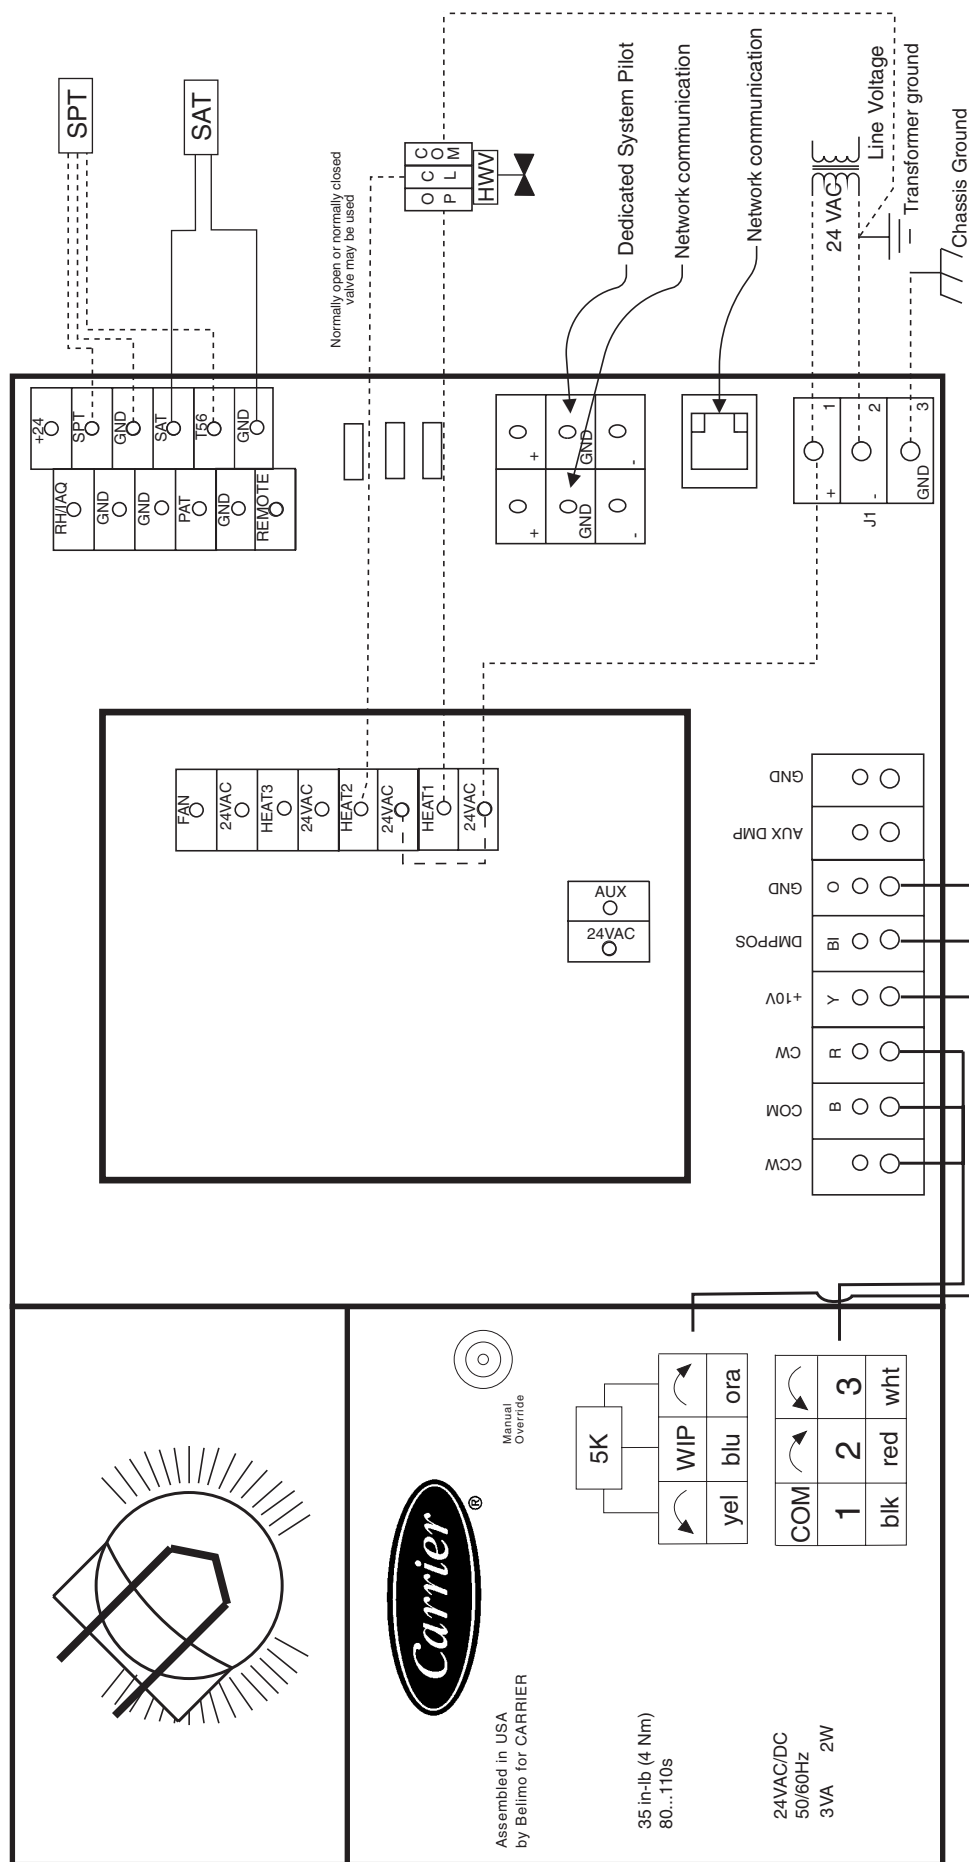 SPT
SAT
+24
SPT
GND
SAT
T56
GND
RH/IAQ
GND
GND
PAT
GND
REMOTE
Normally open or normally closed
valve may be used
O P
C L
C O M
HWV
Dedicated System Pilot
Network communication
Network communication
+
GND
-
+
GND
-
24 VAC
Line Voltage
Transformer ground
Chassis Ground
1
2
3
+
-
GND
J1
FAN
24VAC
HEAT3
24VAC
HEAT2
24VAC
HEAT1
24VAC
AUX
24VAC
GND
AUX DMP
GND
DMPPOS
+10V
CW
COM
CCW
O
Bl
Y
R
B
Manual
Override
Carrier
®
5K
WIP
yel blu ora
COM
1 2 3
blk red wht
Assembled in USA
by Belimo for CARRIER
35 in-lb (4 Nm)
80...110s
24VAC/DC
50/60Hz
3VA 2W